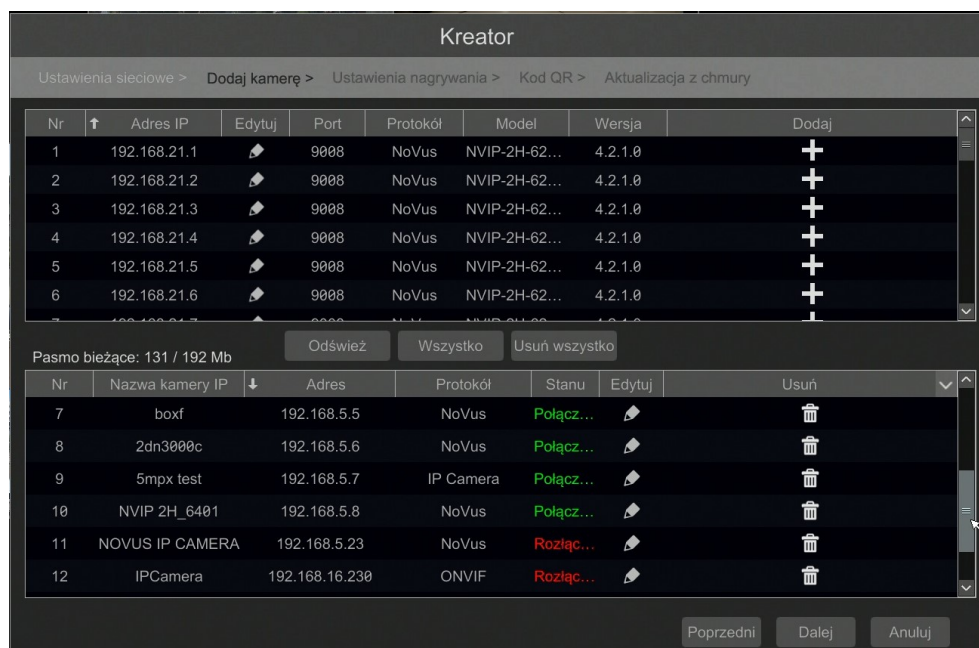 Kreator
Ustawienia sieciowe > Dodaj kamerę > Ustawienia nagrywania > Kod QR > Aktualizacja z chmury
Nr Adres IP Edytuj Port Protokół Model Wersja Dodaj
1 192.168.21.1 9008 NoVus NVIP-2H-62... 4.2.1.0
2 192.168.21.2 9008 NoVus NVIP-2H-62... 4.2.1.0
3 192.168.21.3 9008 NoVus NVIP-2H-62... 4.2.1.0
4 192.168.21.4 9008 NoVus NVIP-2H-62... 4.2.1.0
5 192.168.21.5 9008 NoVus NVIP-2H-62... 4.2.1.0
6 192.168.21.6 9008 NoVus NVIP-2H-62... 4.2.1.0
Odśwież Wszystko Usuń wszystko
Pasmo bieżące: 131 / 192 Mb
Nr Nazwa kamery IP Adres Protokół Stanu Edytuj Usuń
7 boxf 192.168.5.5 NoVus Połącz...
8 2dn3000c 192.168.5.6 NoVus Połącz...
9 5mpx test 192.168.5.7 IP Camera Połącz...
10 NVIP 2H_6401 192.168.5.8 NoVus Połącz...
11 NOVUS IP CAMERA 192.168.5.23 NoVus Rozłąc...
12 IPCamera 192.168.16.230 ONVIF Rozłąc...
Poprzedni Dalej Anuluj